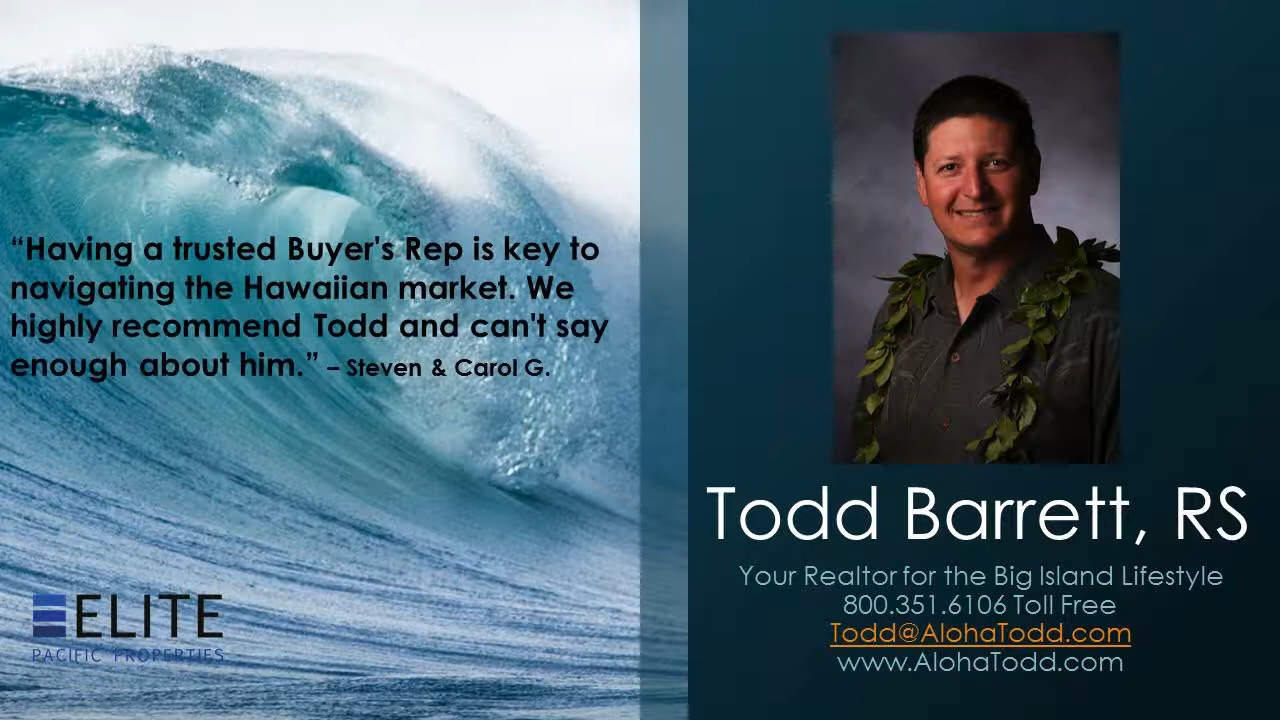 “Having a trusted Buyer's Rep is key to
navigating the Hawaiian market. We
highly recommend Todd and can't say
enough about him.” – Steven & Carol G.
ELITE
PACIFIC PROPERTIES
Todd Barrett, RS
Your Realtor for the Big Island Lifestyle
800.351.6106 Toll Free
Todd@AlohaTodd.com
www.AlohaTodd.com